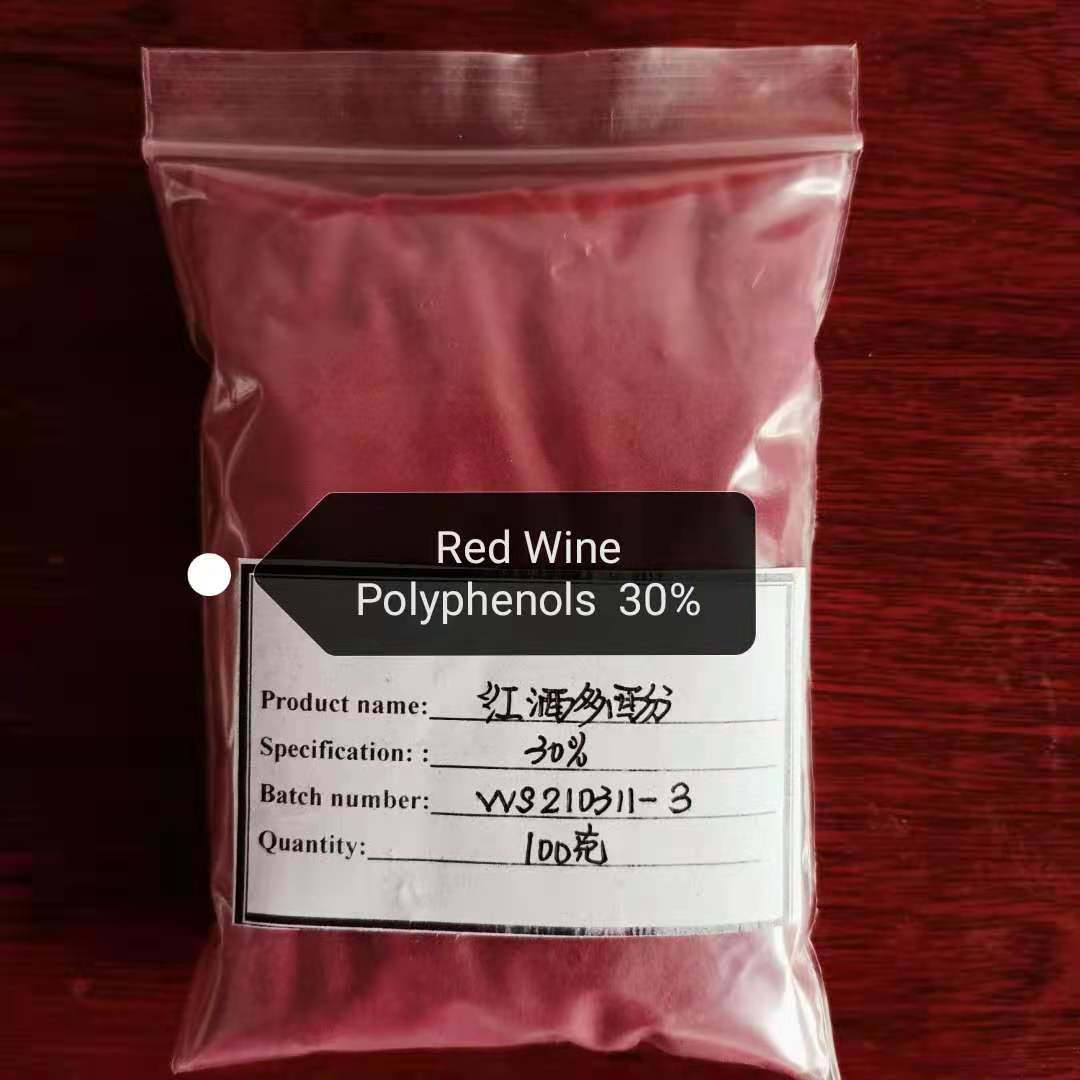 Red Wine
Polyphenols 30%
Product name: 红酒多酚
Specification: : 30%
Batch number: WS210311-3
Quantity: 100克